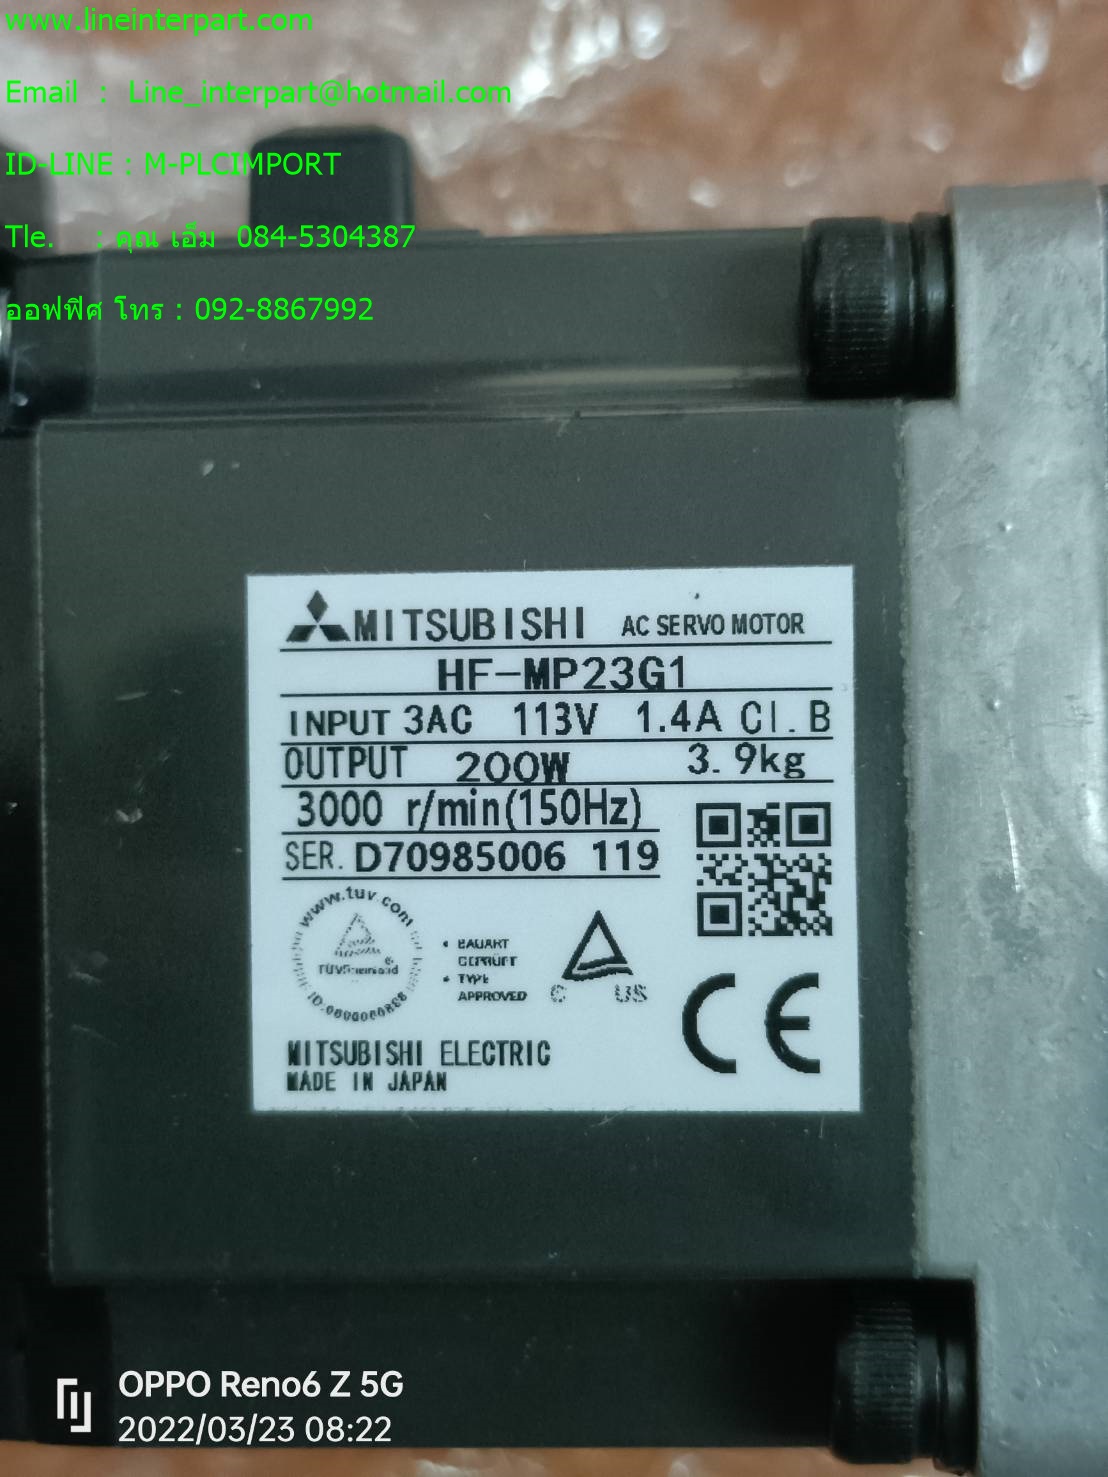 www.lineinterpart.com
Email : Line_interpart@hotmail.com
ID-LINE : M-PLCIMPORT
Tle. : คุณ เอ็ม 084-5304387
ออฟฟิศ โทร : 092-8867992
MITSUBISHI AC SERVO MOTOR
HF-MP23G1
INPUT 3AC 113V 1.4A CI.B
OUTPUT 200W 3.9kg
3000 r/min(150Hz)
SER. D70985006 119
www.tuv.com
TÜVRheinland
BAUART
GEPRÜFT
TYPE
APPROVED
C US
CE
MITSUBISHI ELECTRIC
MADE IN JAPAN
OPPO Reno6 Z 5G
2022/03/23 08:22